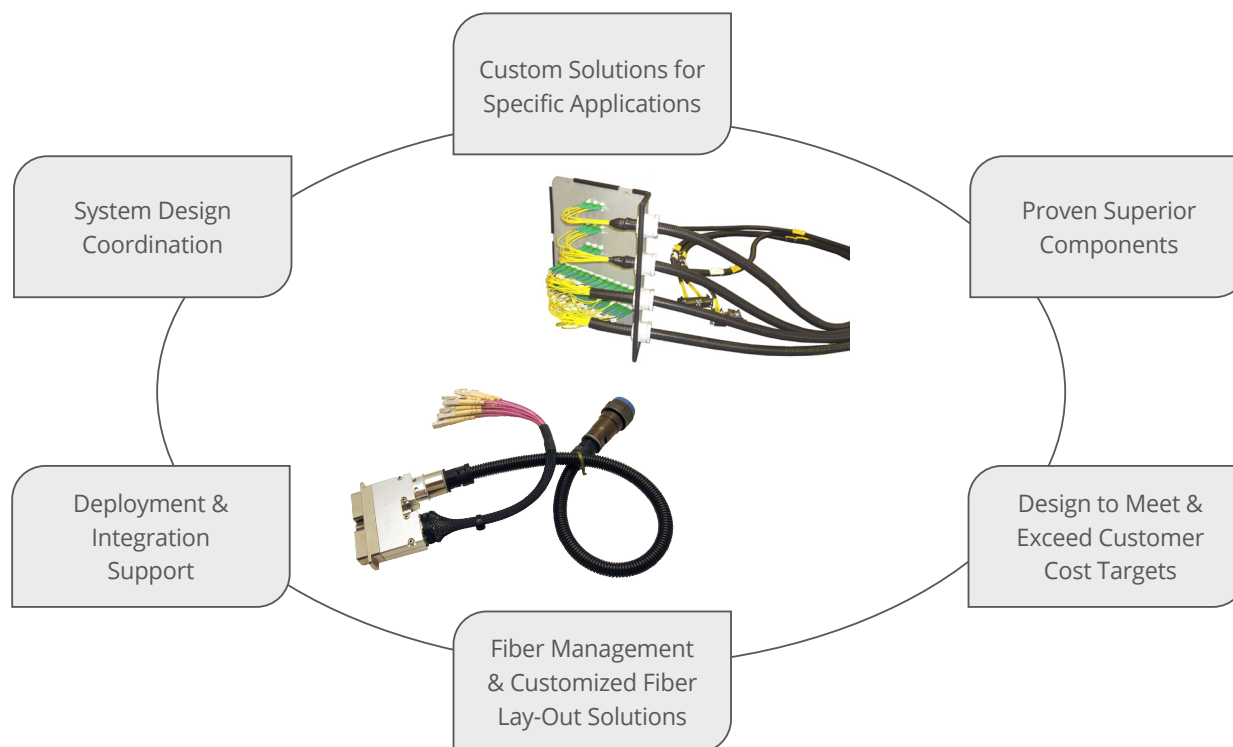 Custom Solutions for
Specific Applications
System Design
Coordination
Proven Superior
Components
Deployment &
Integration
Support
Design to Meet &
Exceed Customer
Cost Targets
Fiber Management
& Customized Fiber
Lay-Out Solutions